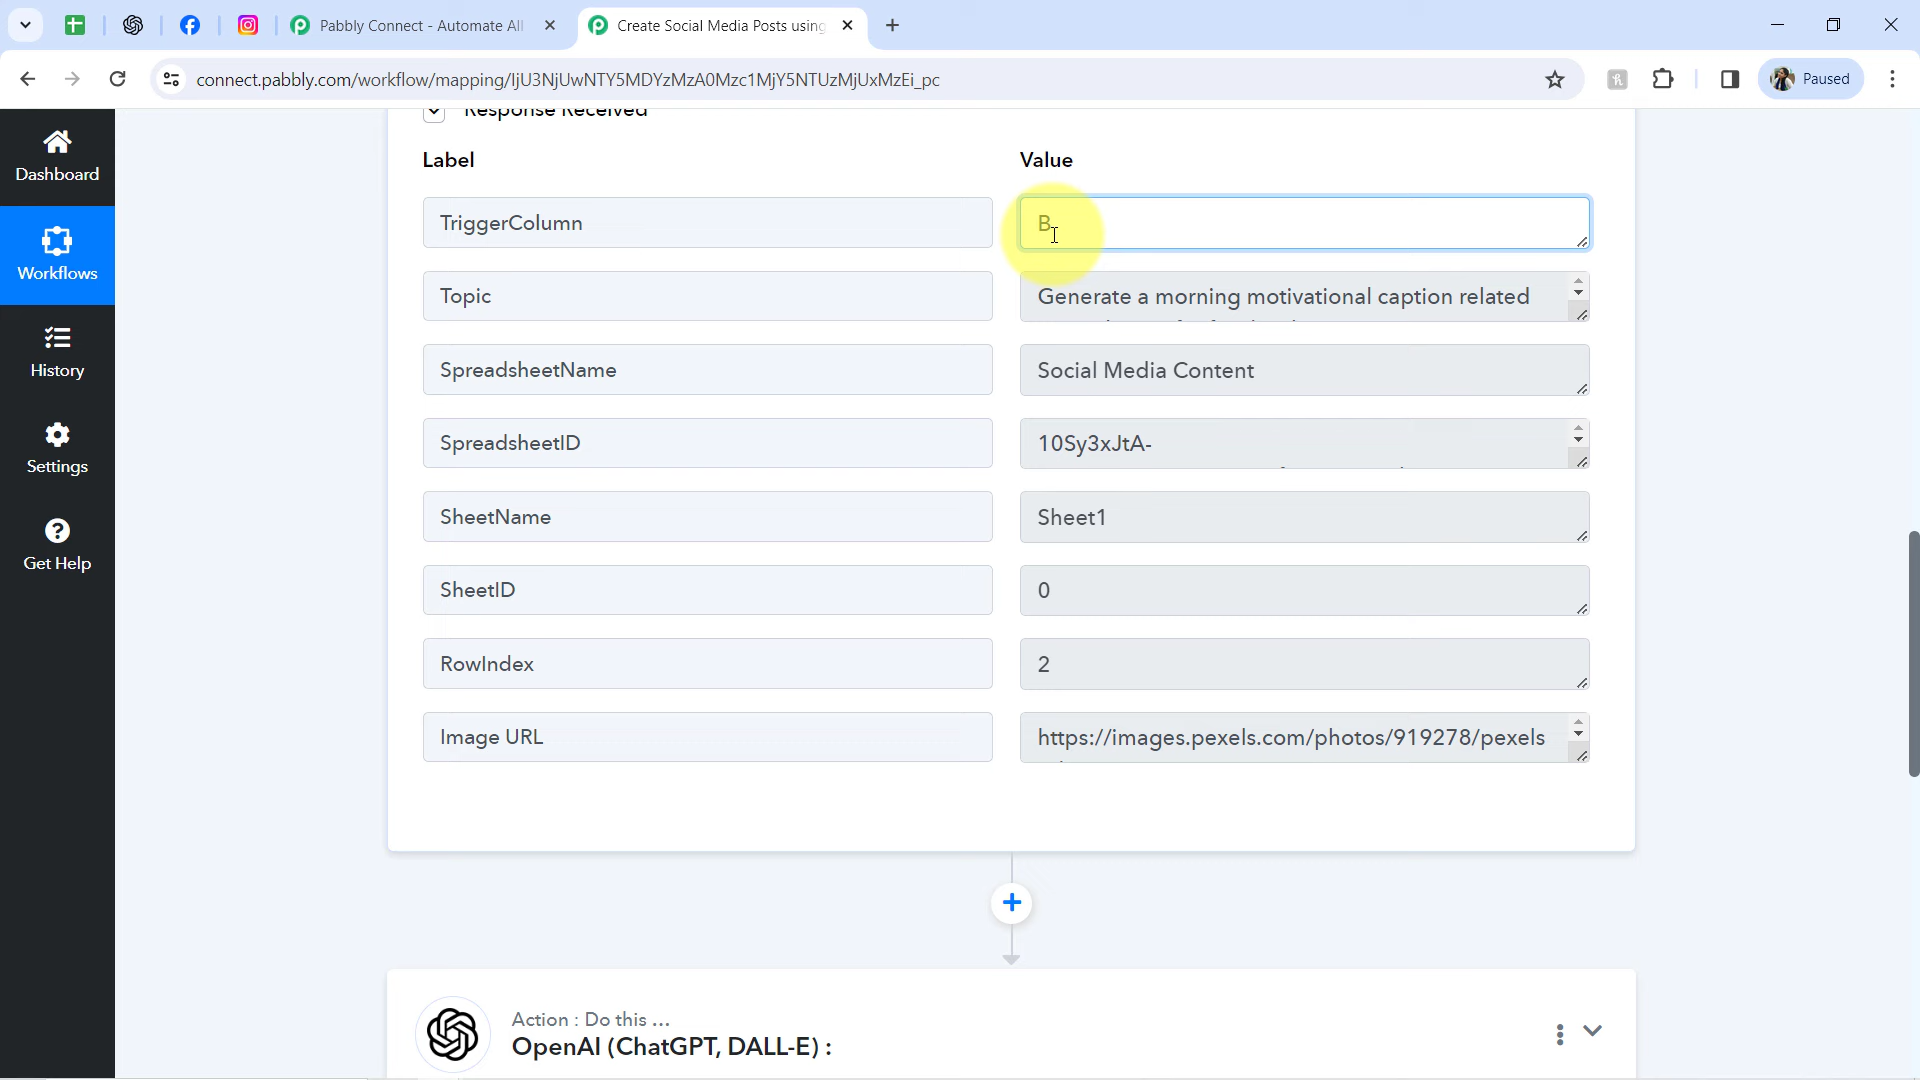 Pabbly Connect - Automate All
Create Social Media Posts using
connect.pabbly.com/workflow/mapping/IjU3NjUwNTY5MDYzMzA0Mzc1MjY5NTUzMjUxMzEi_pc
Paused
Response Received
Dashboard
Workflows
History
Settings
Get Help
Label
Value
TriggerColumn
B
Topic
Generate a morning motivational caption related
SpreadsheetName
Social Media Content
SpreadsheetID
10Sy3xJtA-
SheetName
Sheet1
SheetID
0
RowIndex
2
Image URL
https://images.pexels.com/photos/919278/pexels
Action : Do this ...
OpenAI (ChatGPT, DALL-E) :